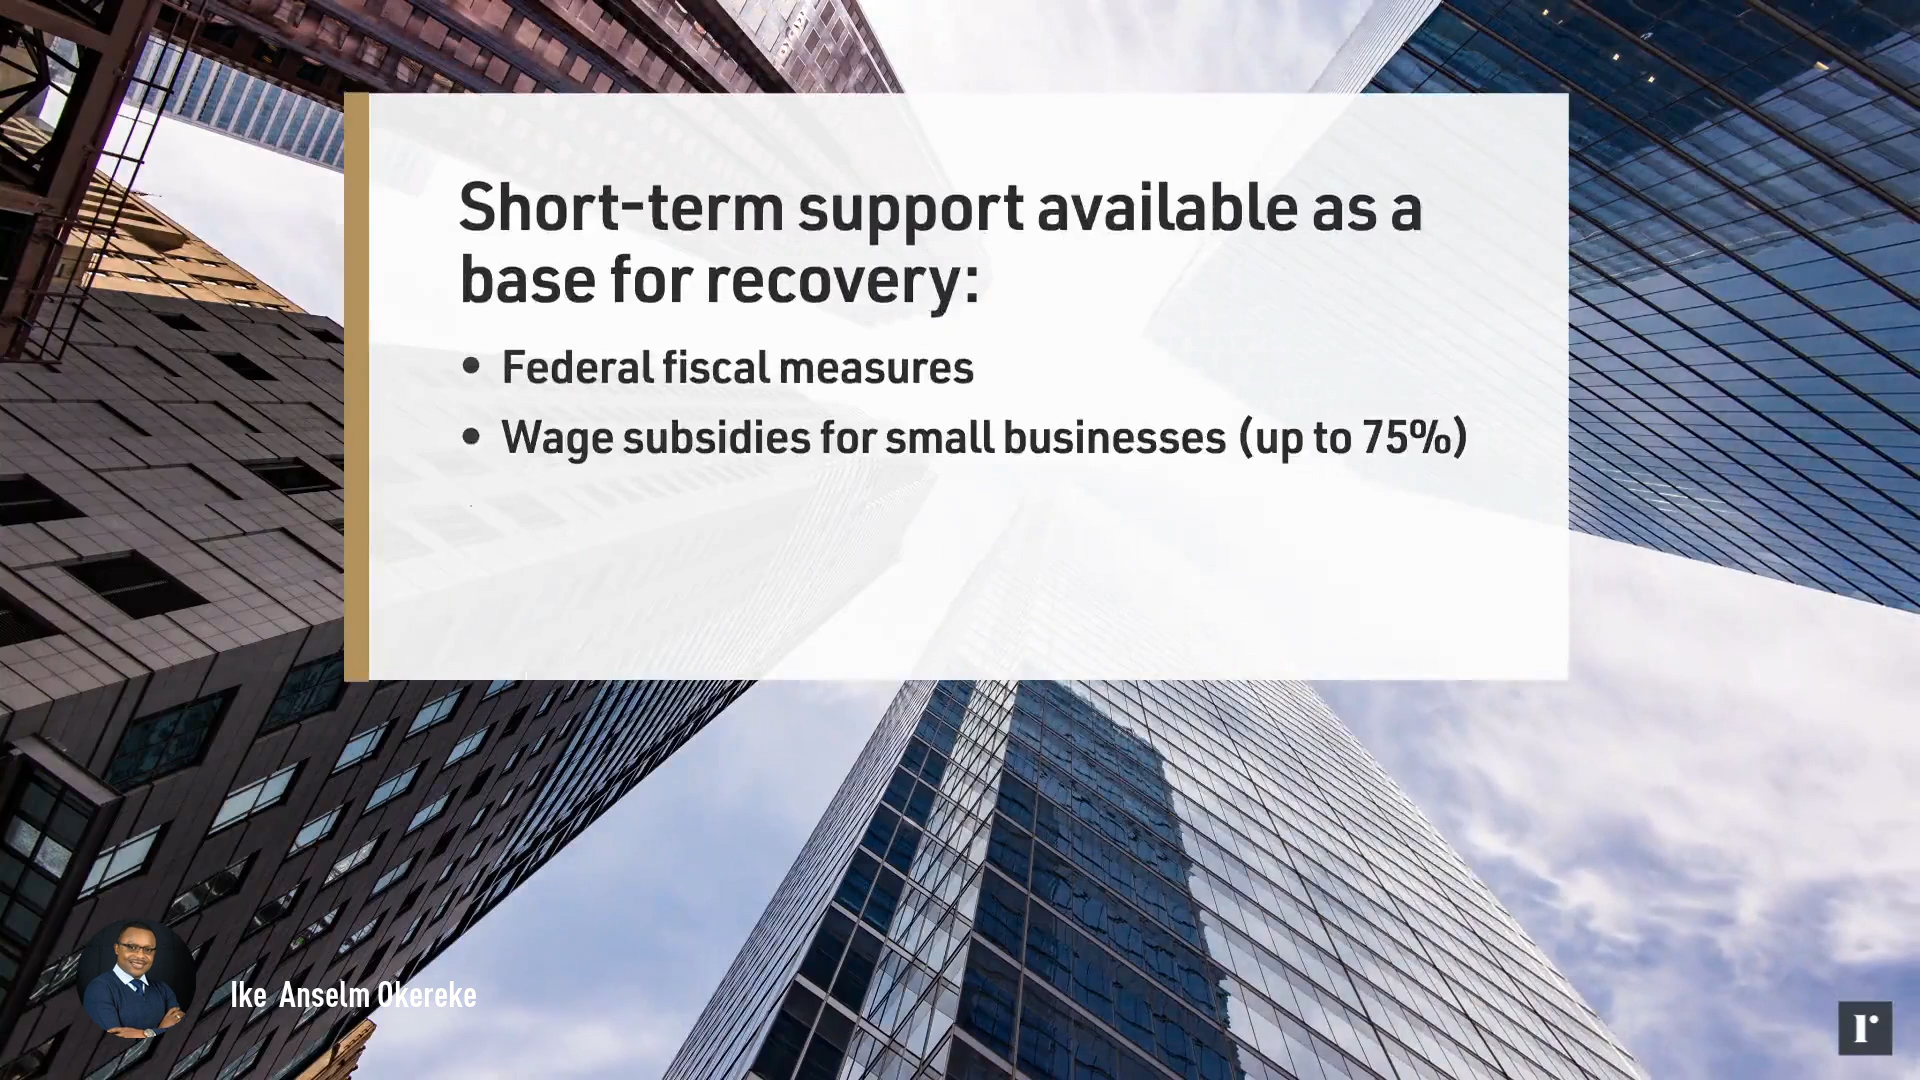 Short-term support available as a
base for recovery:
• Federal fiscal measures
• Wage subsidies for small businesses (up to 75%)
Ike Anselm Okereke
r